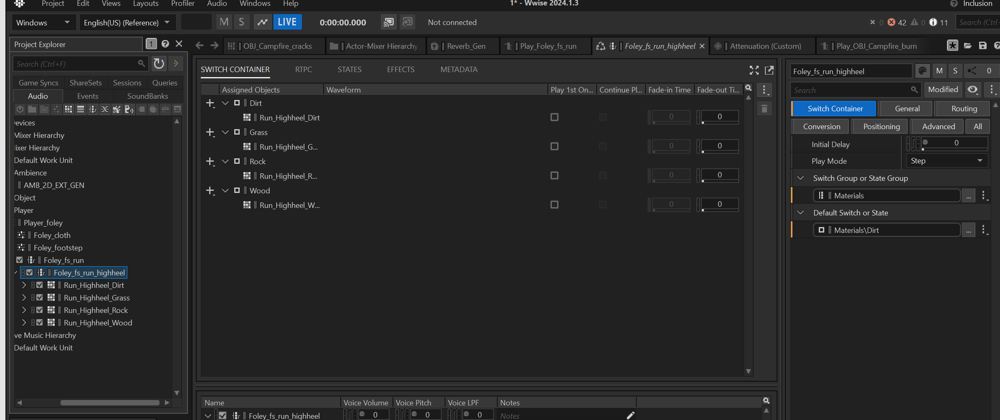 Project Edit Views Layouts Profiler Audio Windows Help
1* - Wwise 2024.1.3
Inclusion
Windows
English(US) (Reference)
M S
LIVE
0:00:00.000
Not connected
0 42 0 11
Search (Ctrl+
Project Explorer
1
OBJ_Campfire_cracks
Actor-Mixer Hierarchy
Reverb_Gen
Play_Foley_fs_run
Foley_fs_run_highheel
Attenuation (Custom)
Play_OBJ_Campfire_burn
Search (Ctrl+F)
Game Syncs ShareSets Sessions Queries
Audio Events SoundBanks
evices
Mixer Hierarchy
lixer Hierarchy
Default Work Unit
Ambience
AMB_2D_EXT_GEN
Object
Player
Player_foley
Foley_cloth
Foley_footstep
Foley_fs_run
Foley_fs_run_highheel
Run_Highheel_Dirt
Run_Highheel_Grass
Run_Highheel_Rock
Run_Highheel_Wood
ve Music Hierarchy
Default Work Unit
SWITCH CONTAINER RTPC STATES EFFECTS METADATA
Assigned Objects Waveform Play 1st On... Continue Pl... Fade-in Time Fade-out Ti...
Dirt
Run_Highheel_Dirt 0 0
Grass
Run_Highheel_G... 0 0
Rock
Run_Highheel_R... 0 0
Wood
Run_Highheel_W... 0 0
Name Voice Volume Voice Pitch Voice LPF Notes
Foley_fs_run_highheel 0 0 0 Notes
Foley_fs_run_highheel M S 0
Search Modified
Switch Container General Routing
Conversion Positioning Advanced All
Initial Delay 0
Play Mode Step
Switch Group or State Group
Materials ...
Default Switch or State
Materials\Dirt ...